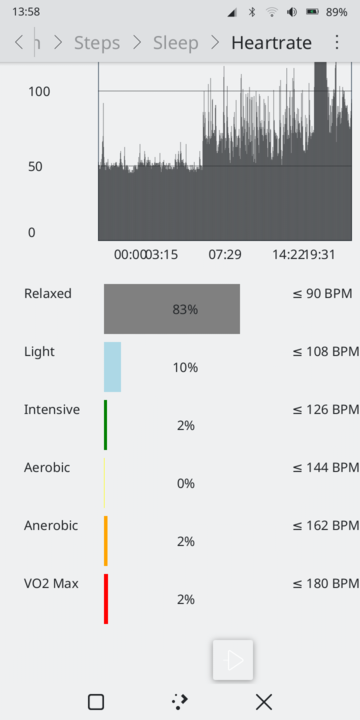 13:58
89%
n > Steps > Sleep > Heartrate
100
50
0
00:00 03:15 07:29 14:22 19:31
Relaxed 83% ≤ 90 BPM
Light 10% ≤ 108 BPM
Intensive 2% ≤ 126 BPM
Aerobic 0% ≤ 144 BPM
Anerobic 2% ≤ 162 BPM
VO2 Max 2% ≤ 180 BPM